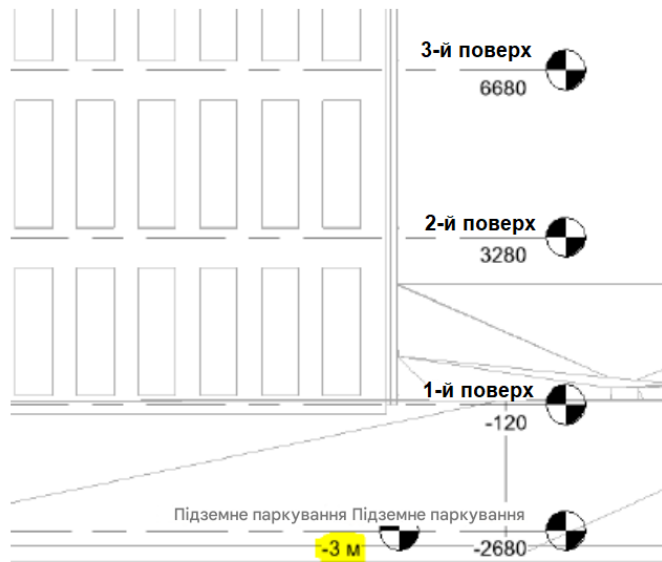 3-й поверх
6680
2-й поверх
3280
1-й поверх
-120
Підземне паркування Підземне паркування
-3 м -2680